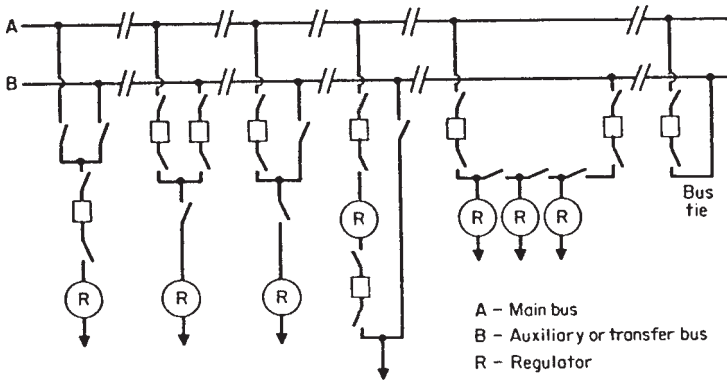 A
B
R
R
R
R
R
R
R
Bus
tie
A – Main bus
B – Auxiliary or transfer bus
R – Regulator